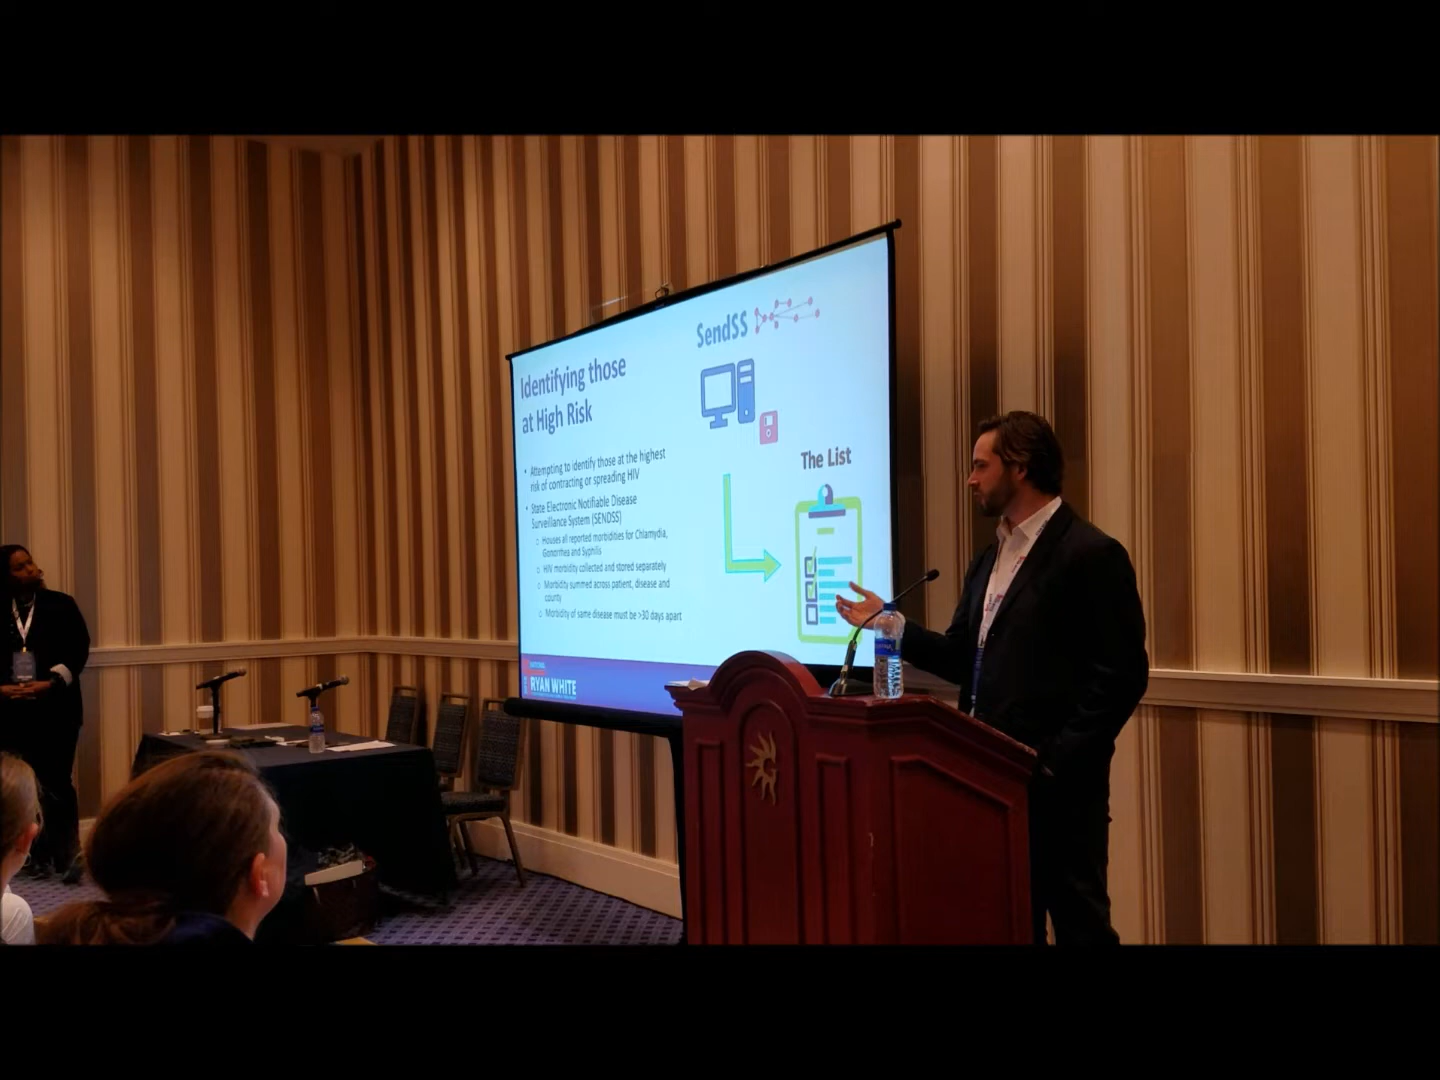 Identifying those
at High Risk
• Attempting to identify those at the highest
risk of contracting or spreading HIV
• State Electronic Notifiable Disease
Surveillance System (SENDSS)
o Houses all reported morbidities for Chlamydia,
Gonorrhea and Syphilis
o HIV morbidity collected and stored separately
o Morbidity summed across patient, disease and
county
o Morbidity of same disease must be >30 days apart
SendSS
The List
NATIONAL
RYAN WHITE